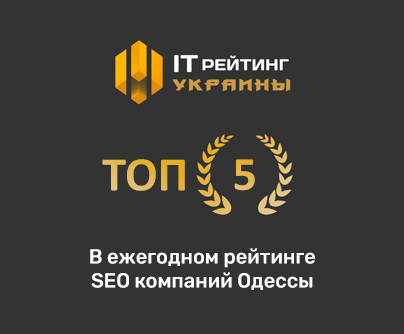 IT РЕЙТИНГ
УКРАИНЫ
ТОП 5
В ежегодном рейтинге
SEO компаний Одессы